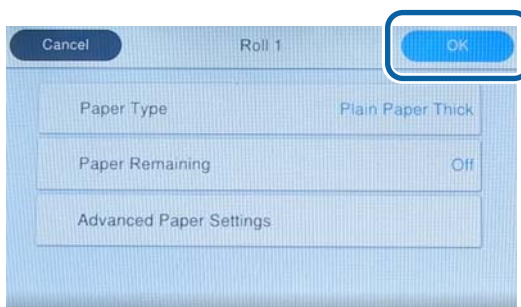 Cancel Roll 1 OK
Paper Type Plain Paper Thick
Paper Remaining Off
Advanced Paper Settings